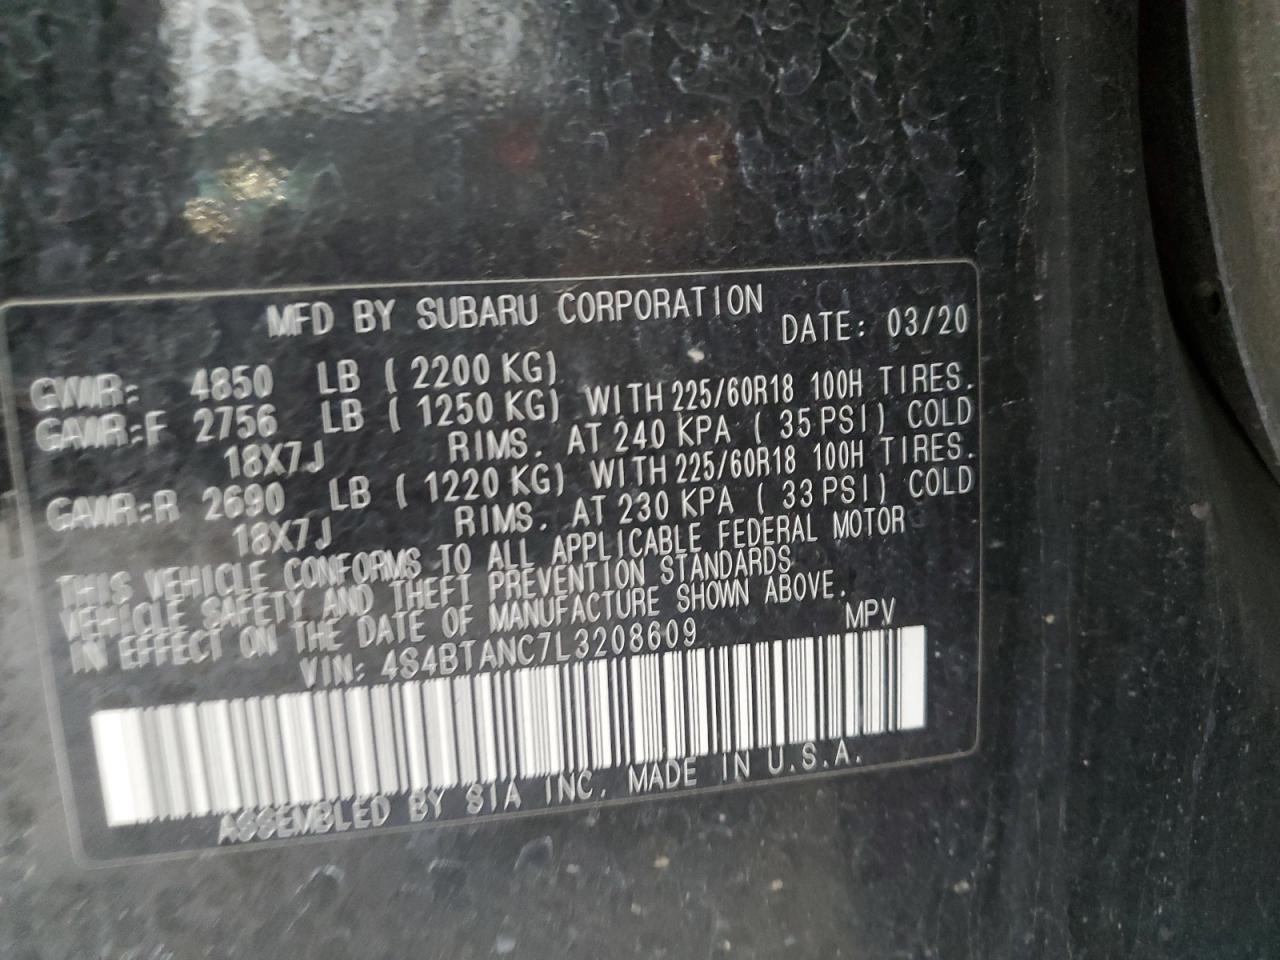 MFD BY SUBARU CORPORATION DATE: 03/20
GVWR: 4850 LB ( 2200 KG)
GAWR:F 2756 LB ( 1250 KG) WITH 225/60R18 100H TIRES.
18X7J RIMS. AT 240 KPA ( 35 PSI) COLD
GAWR:R 2690 LB ( 1220 KG) WITH 225/60R18 100H TIRES.
18X7J RIMS. AT 230 KPA ( 33 PSI) COLD
THIS VEHICLE CONFORMS TO ALL APPLICABLE FEDERAL MOTOR
VEHICLE SAFETY AND THEFT PREVENTION STANDARDS
IN EFFECT ON THE DATE OF MANUFACTURE SHOWN ABOVE.
VIN: 4S4BTANC7L3208609 MPV
ASSEMBLED BY SIA INC. MADE IN U.S.A.